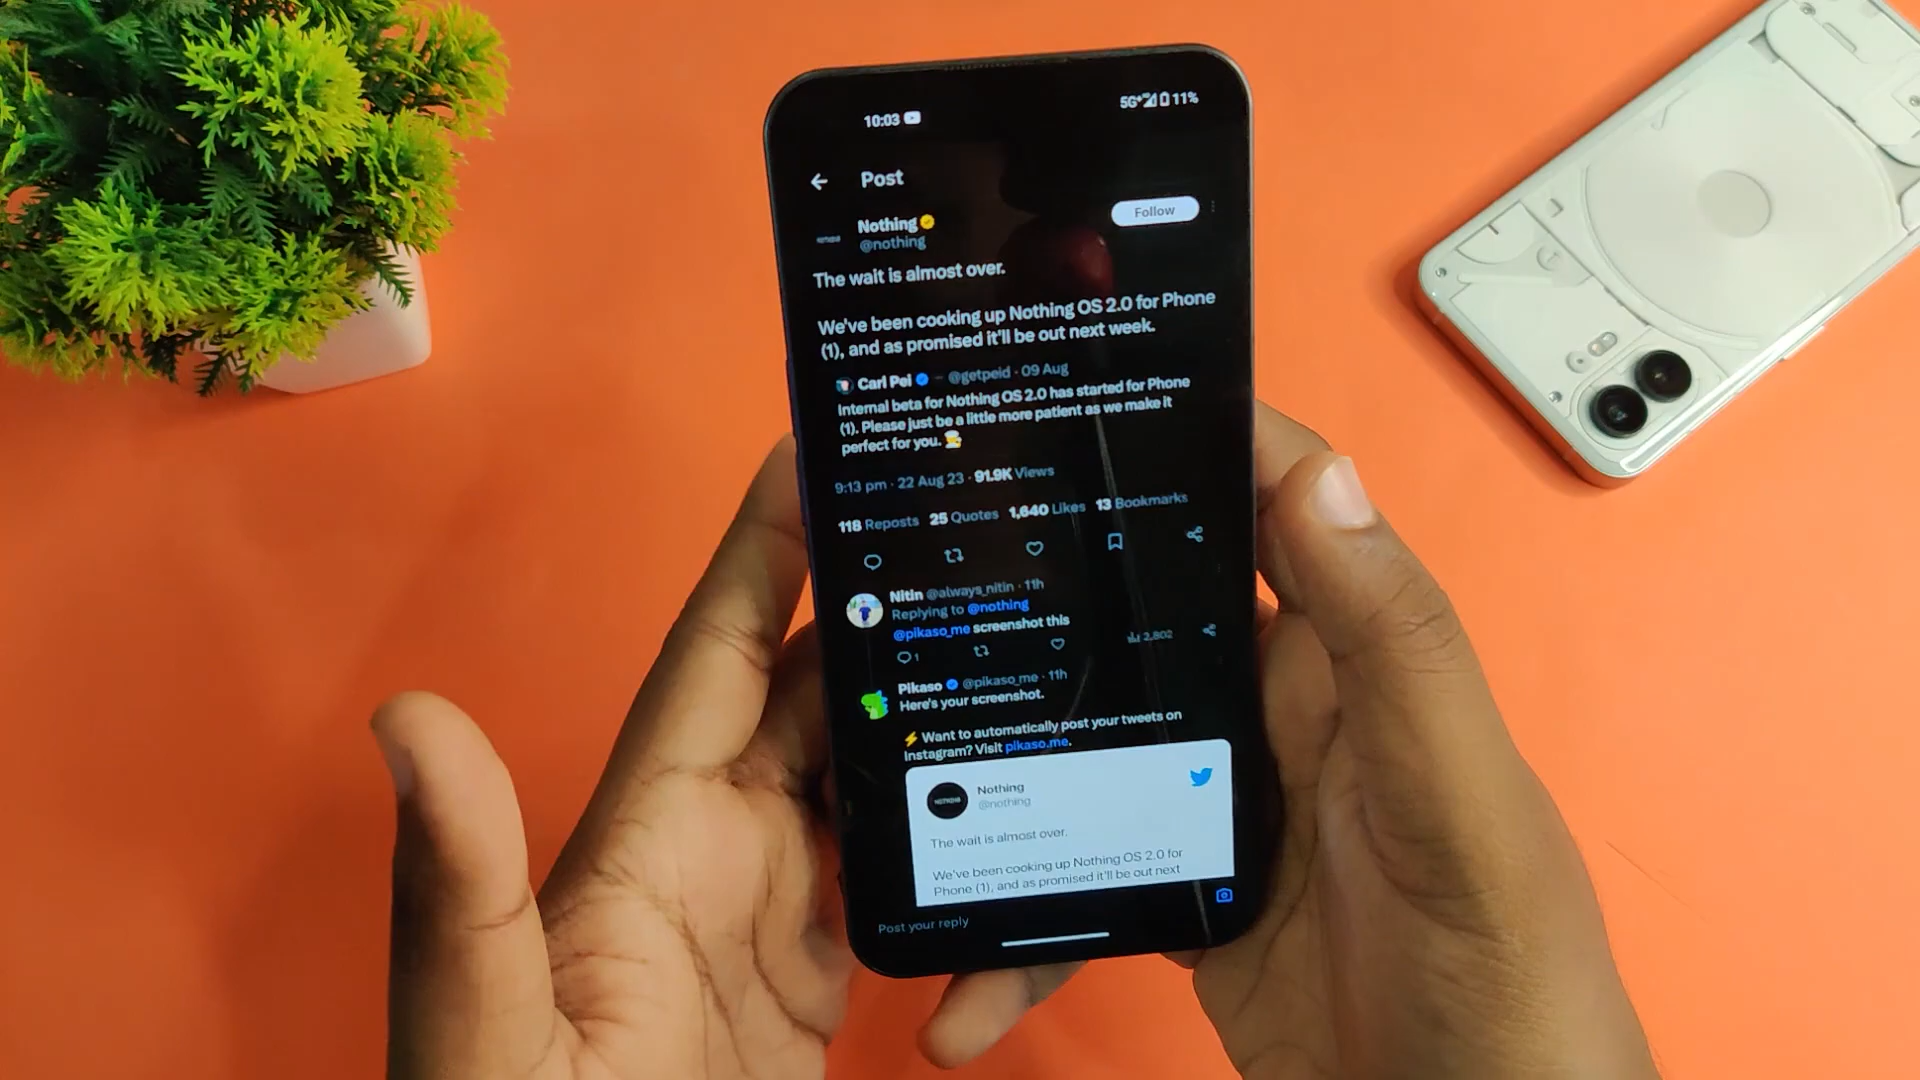 10:03
5G+ 11%
Post
Nothing
@nothing
Follow
The wait is almost over.
We've been cooking up Nothing OS 2.0 for Phone
(1), and as promised it'll be out next week.
Carl Pei - @getpeid · 09 Aug
Internal beta for Nothing OS 2.0 has started for Phone
(1). Please just be a little more patient as we make it
perfect for you.
9:13 pm · 22 Aug 23 · 91.9K Views
118 Reposts 25 Quotes 1,640 Likes 13 Bookmarks
Nitin @always_nitin · 11h
Replying to @nothing
@pikaso_me screenshot this
1
2,802
Pikaso @pikaso_me · 11h
Here's your screenshot.
⚡ Want to automatically post your tweets on
Instagram? Visit pikaso.me.
NOTHING
Nothing
@nothing
The wait is almost over.
We've been cooking up Nothing OS 2.0 for
Phone (1), and as promised it'll be out next
Post your reply